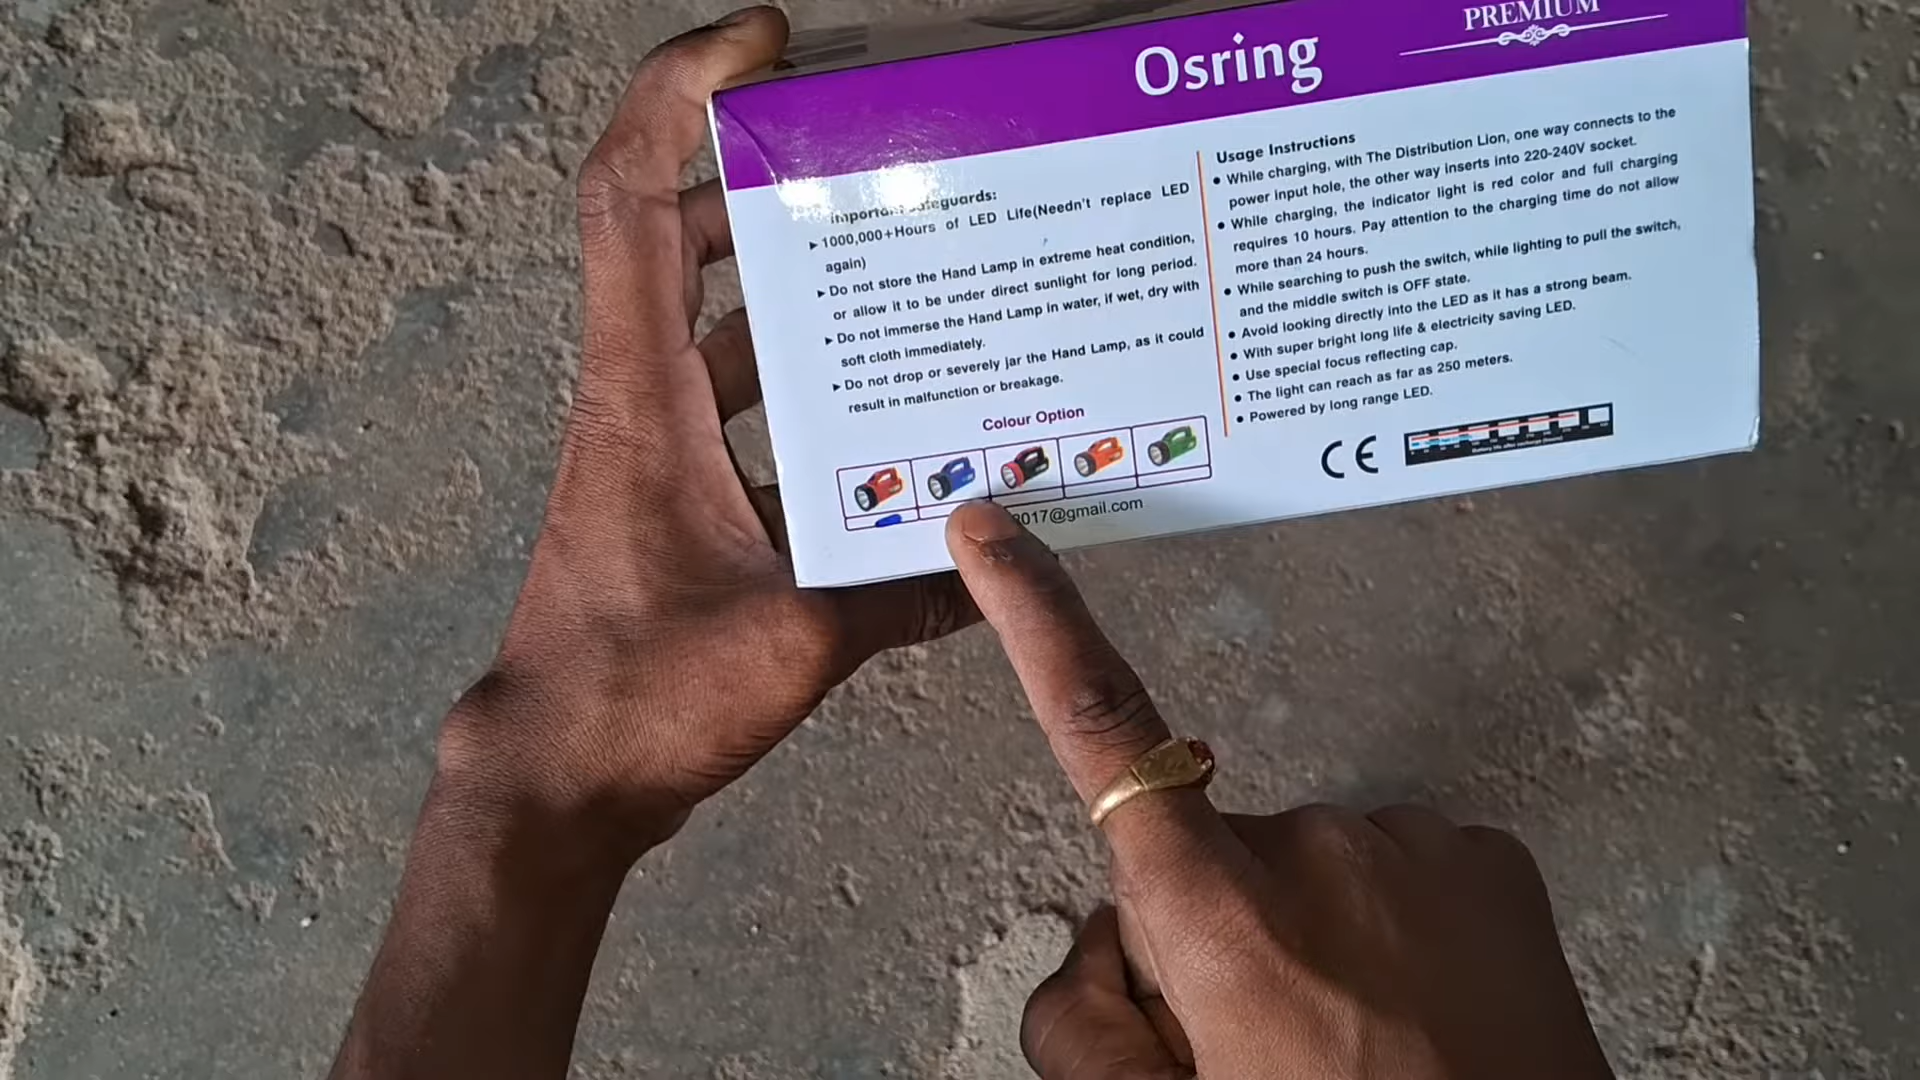 PREMIUM
Osring
Important Safeguards:
▸ 1000,000+Hours of LED Life(Needn't replace LED
again)
▸ Do not store the Hand Lamp in extreme heat condition,
or allow it to be under direct sunlight for long period.
▸ Do not immerse the Hand Lamp in water, if wet, dry with
soft cloth immediately.
▸ Do not drop or severely jar the Hand Lamp, as it could
result in malfunction or breakage.
Colour Option
2017@gmail.com
Usage Instructions
• While charging, with The Distribution Lion, one way connects to the
power input hole, the other way inserts into 220-240V socket.
• While charging, the indicator light is red color and full charging
requires 10 hours. Pay attention to the charging time do not allow
more than 24 hours.
• While searching to push the switch, while lighting to pull the switch,
and the middle switch is OFF state.
• Avoid looking directly into the LED as it has a strong beam.
• With super bright long life & electricity saving LED.
• Use special focus reflecting cap.
• The light can reach as far as 250 meters.
• Powered by long range LED.
CE
Battery life after recharge (hours)